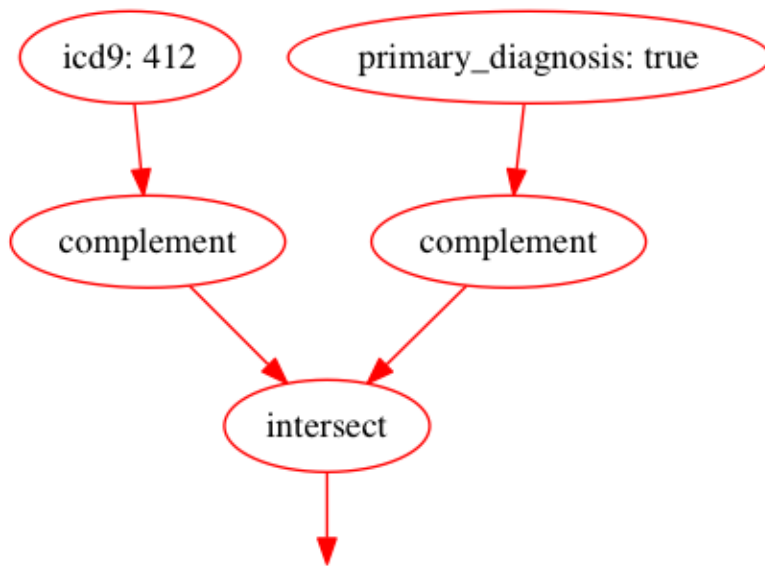 icd9: 412
primary_diagnosis: true
complement
complement
intersect